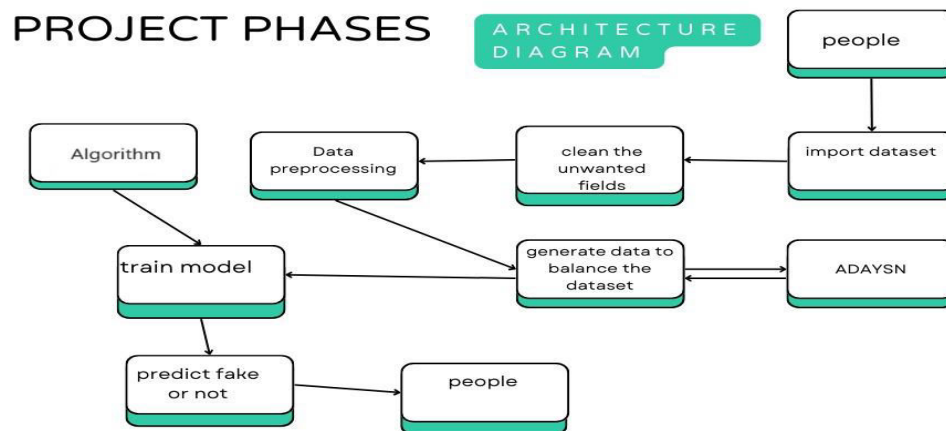 PROJECT PHASES
ARCHITECTURE
DIAGRAM
people
Algorithm
Data
preprocessing
clean the
unwanted
fields
import dataset
train model
generate data to
balance the
dataset
ADAYSN
predict fake
or not
people